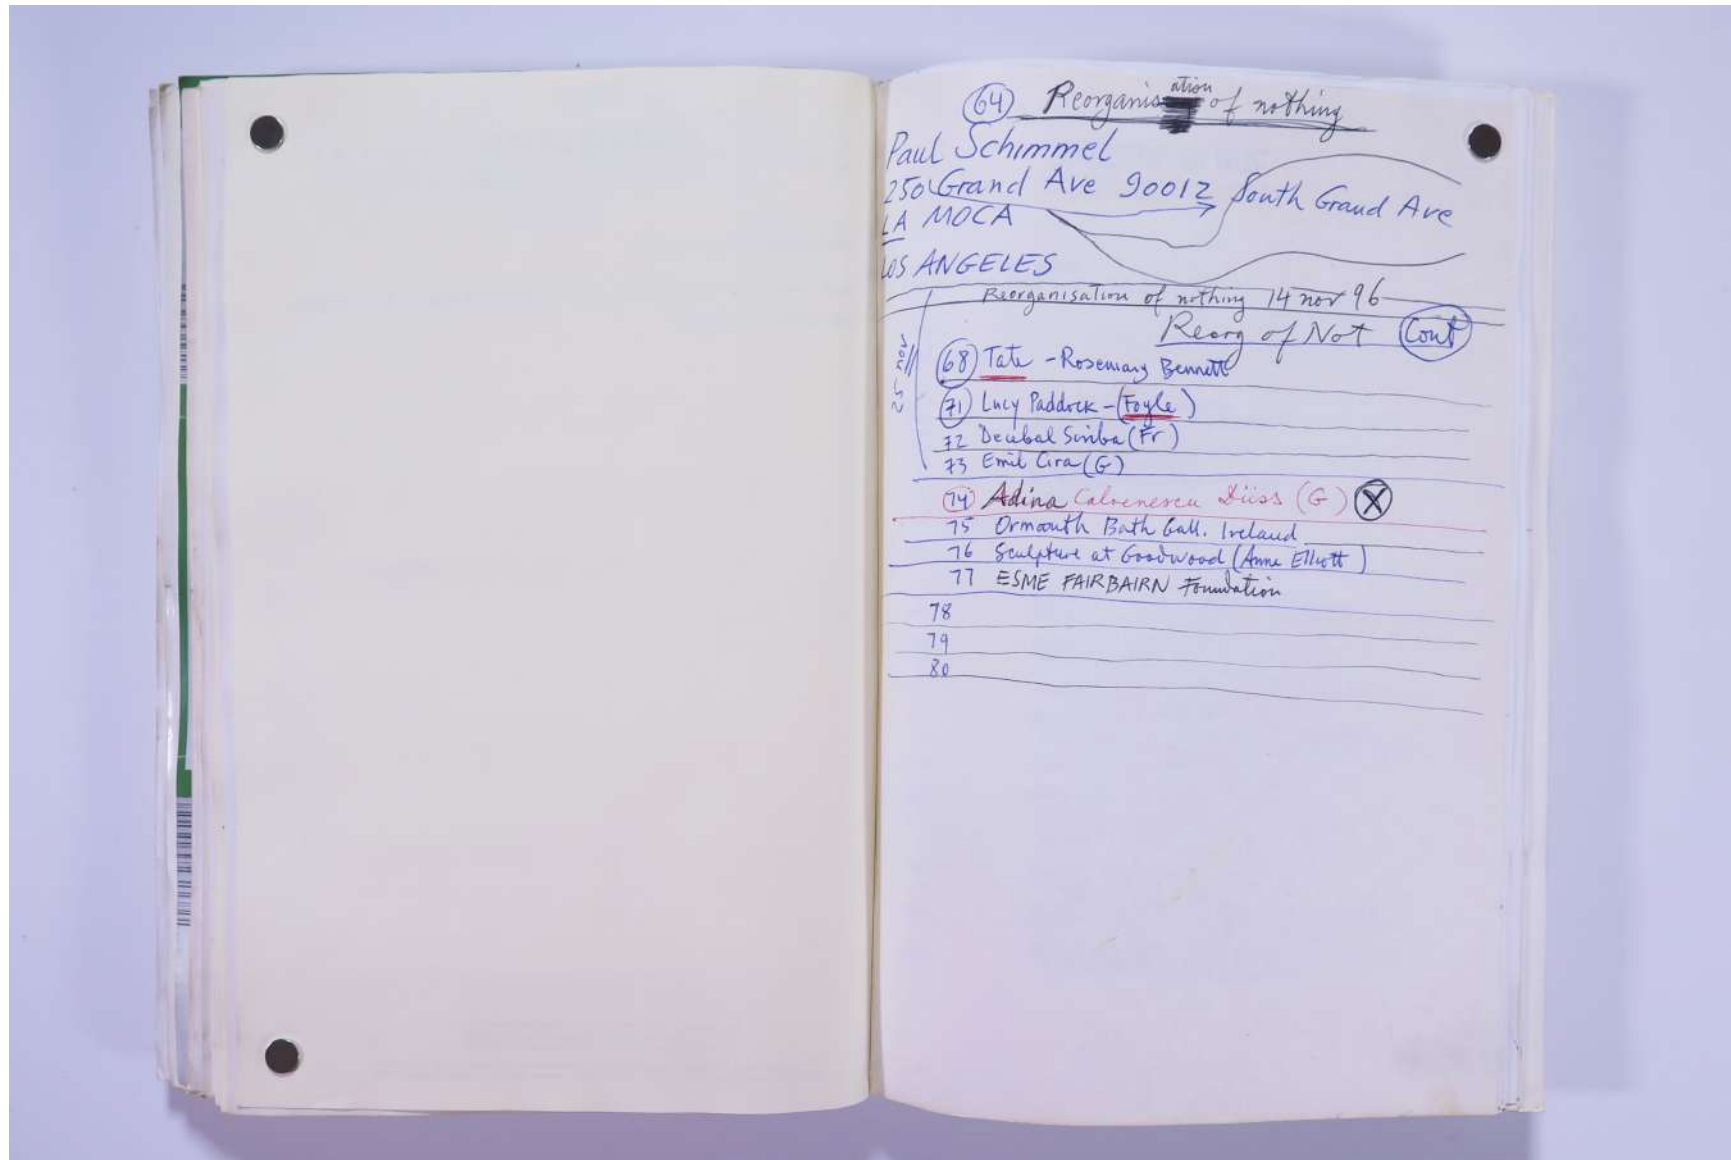 64 Reorganisation of nothing
Paul Schimmel
250 Grand Ave 90012 South Grand Ave
LA MOCA
LOS ANGELES
Reorganisation of nothing 14 nov 96
Reorg of Not Cont
25 nov
68 Tate - Rosemary Bennett
71 Lucy Paddock - (Foyle)
72 Decebal Scriba (Fr)
73 Emil Cira (G)
74 Adina (G) X
75 Ormouth Bath Gall. Ireland
76 Sculpture at Goodwood (Anne Elliott)
77 ESME FAIRBAIRN Foundation
78
79
80